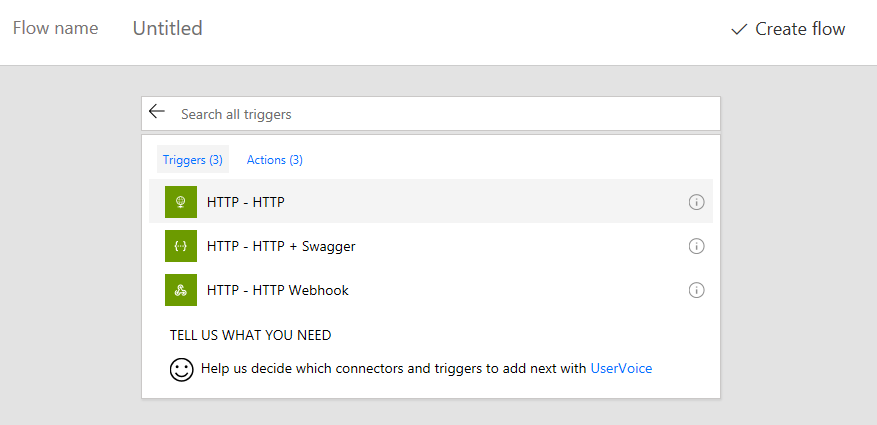 Flow name Untitled Create flow
Search all triggers
Triggers (3) Actions (3)
HTTP - HTTP
HTTP - HTTP + Swagger
HTTP - HTTP Webhook
TELL US WHAT YOU NEED
Help us decide which connectors and triggers to add next with UserVoice